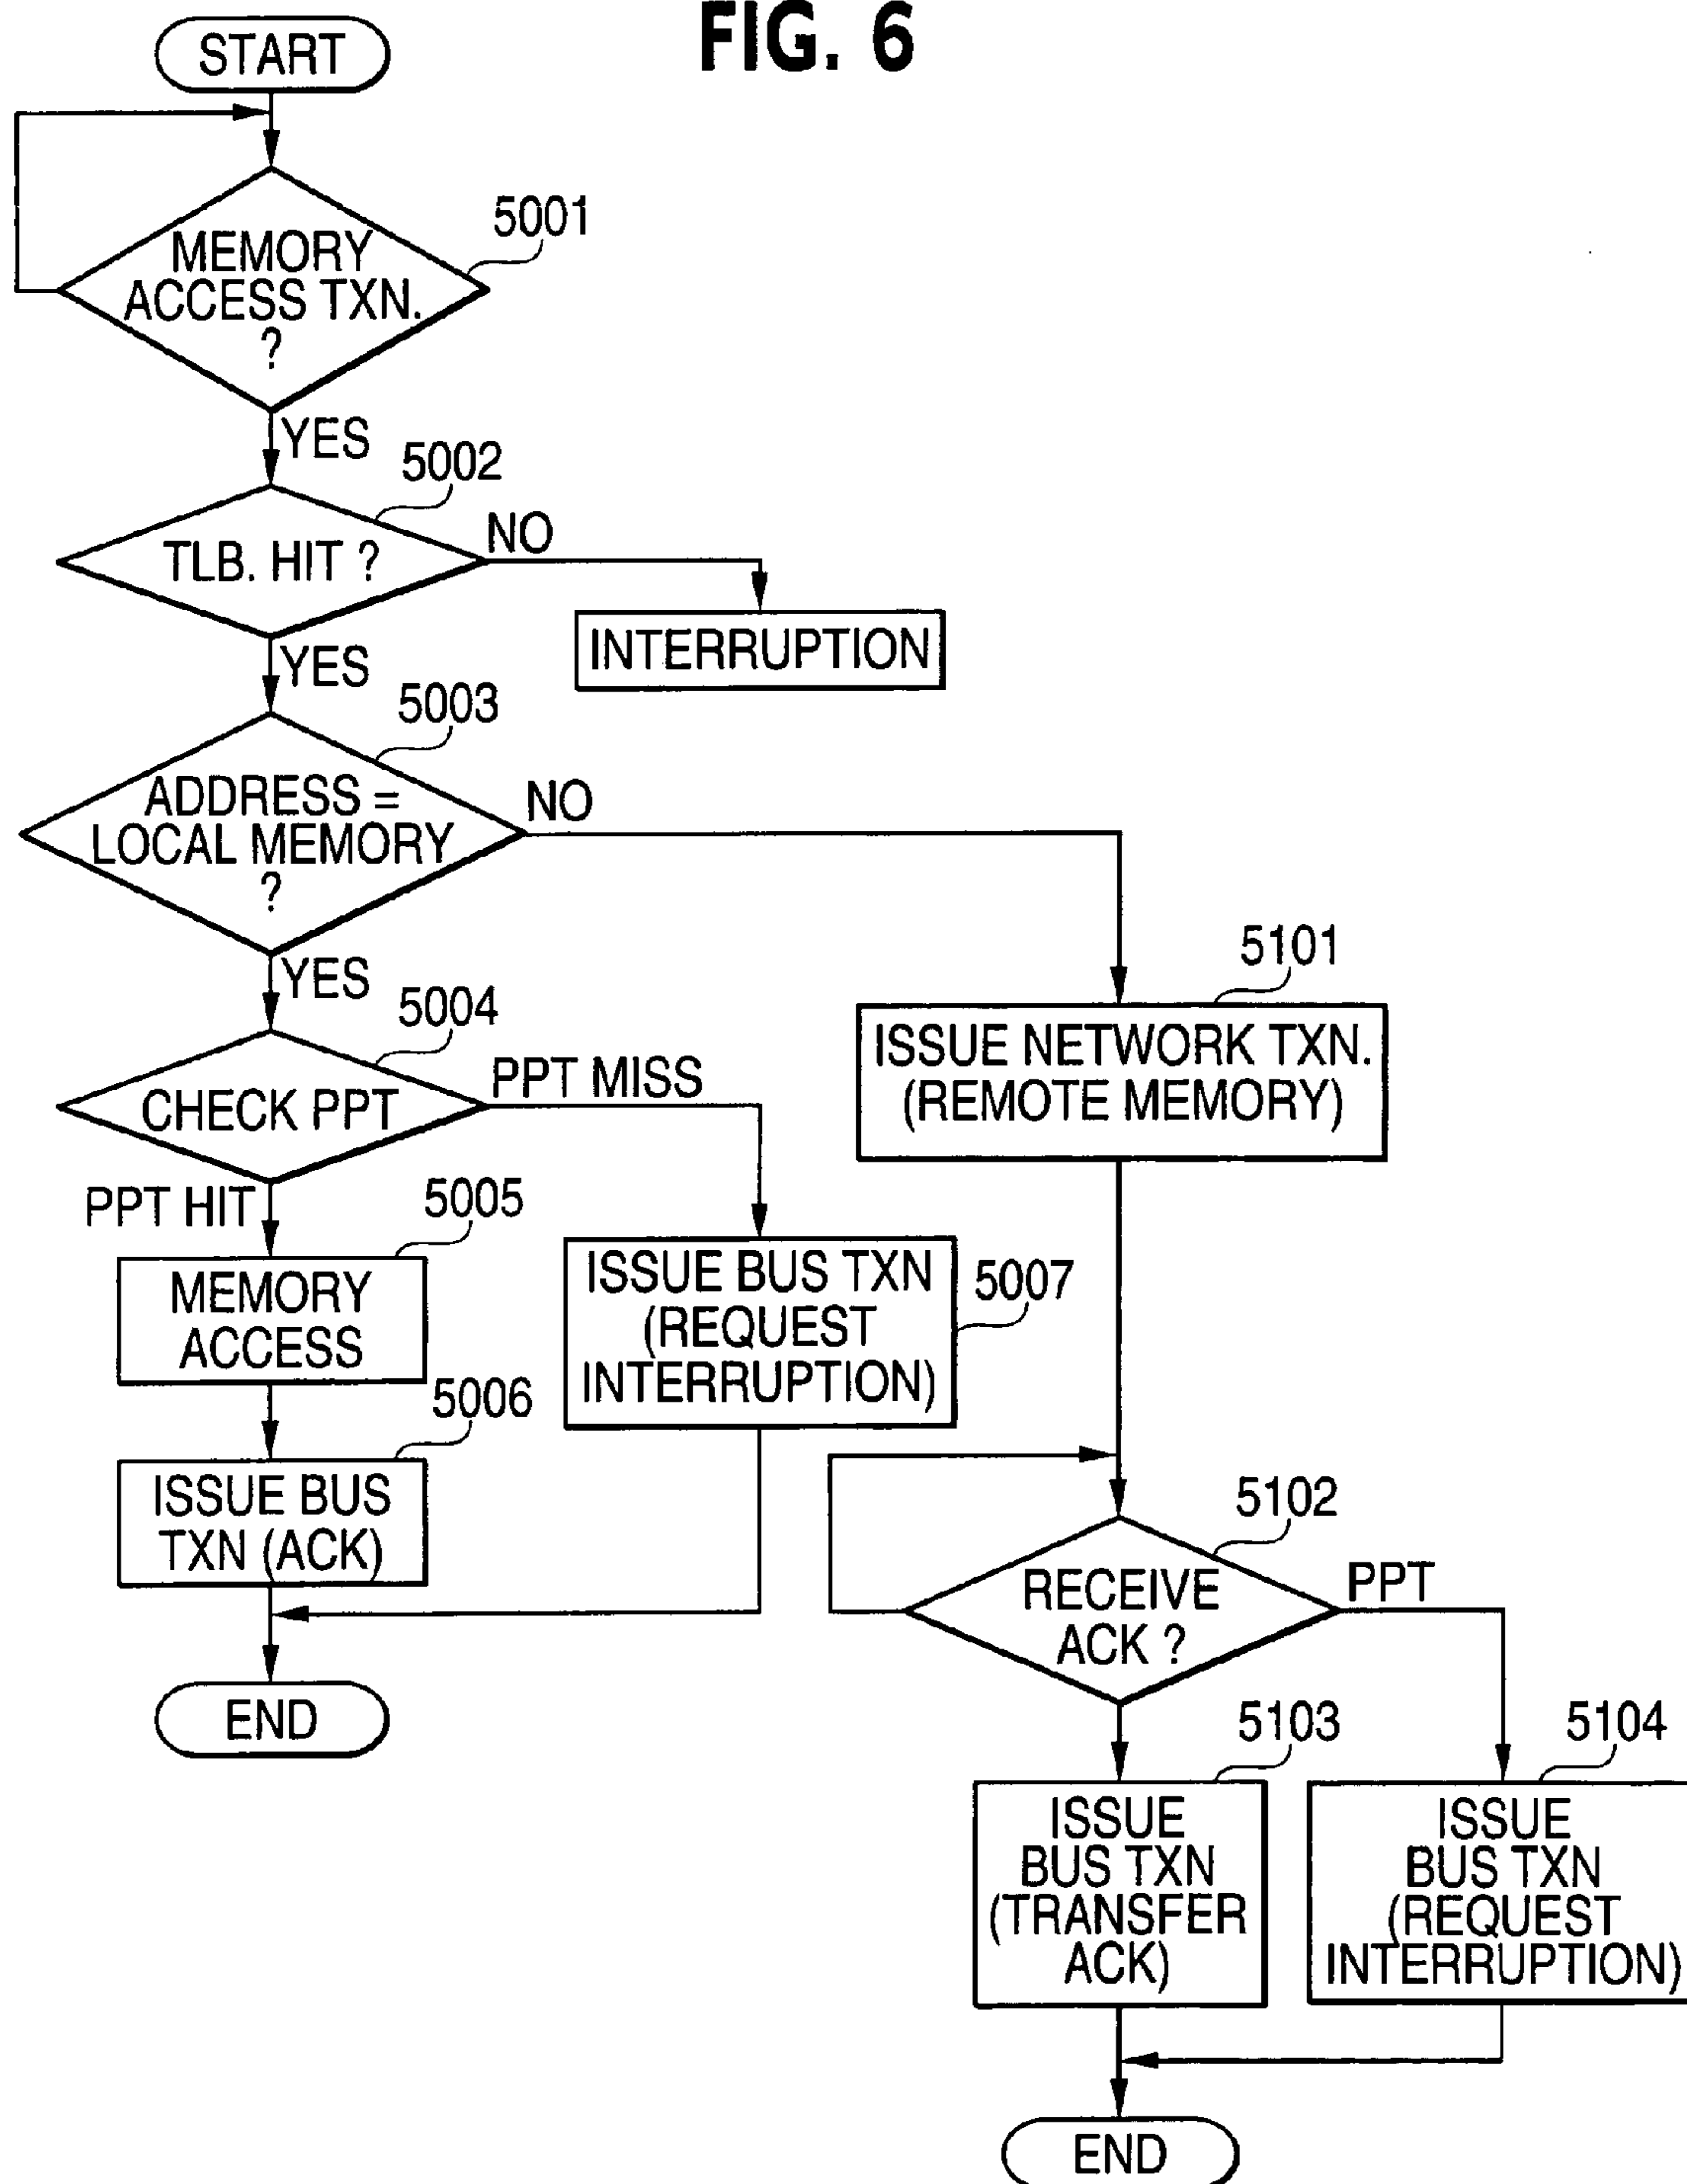 FIG. 6
START
5001
MEMORY
ACCESS TXN.
?
YES
5002
TLB. HIT ?
NO
INTERRUPTION
YES
5003
ADDRESS =
LOCAL MEMORY
?
NO
YES
5004
CHECK PPT
PPT MISS
PPT HIT
5005
MEMORY
ACCESS
5006
ISSUE BUS
TXN (ACK)
ISSUE BUS TXN
(REQUEST
INTERRUPTION)
5007
END
5101
ISSUE NETWORK TXN.
(REMOTE MEMORY)
5102
RECEIVE
ACK ?
PPT
5103
ISSUE
BUS TXN
(TRANSFER
ACK)
5104
ISSUE
BUS TXN
(REQUEST
INTERRUPTION)
END